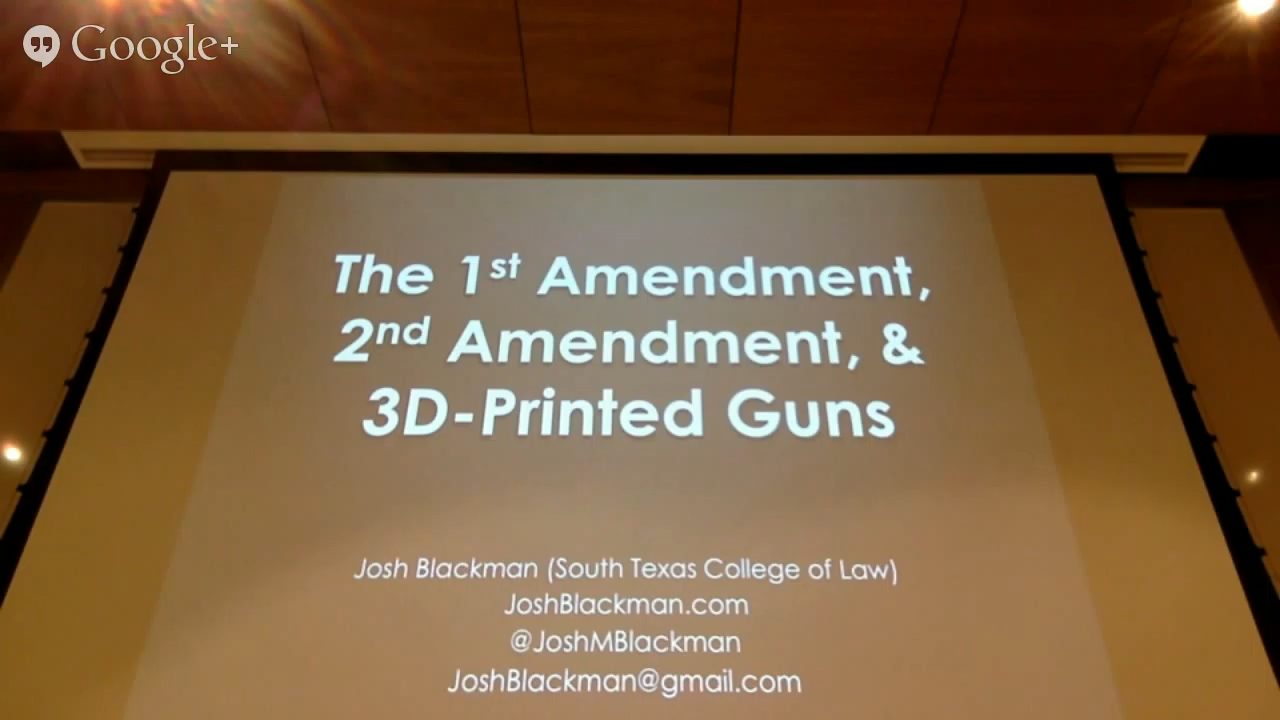 Google+
The 1st Amendment,
2nd Amendment, &
3D-Printed Guns
Josh Blackman (South Texas College of Law)
JoshBlackman.com
@JoshMBlackman
JoshBlackman@gmail.com